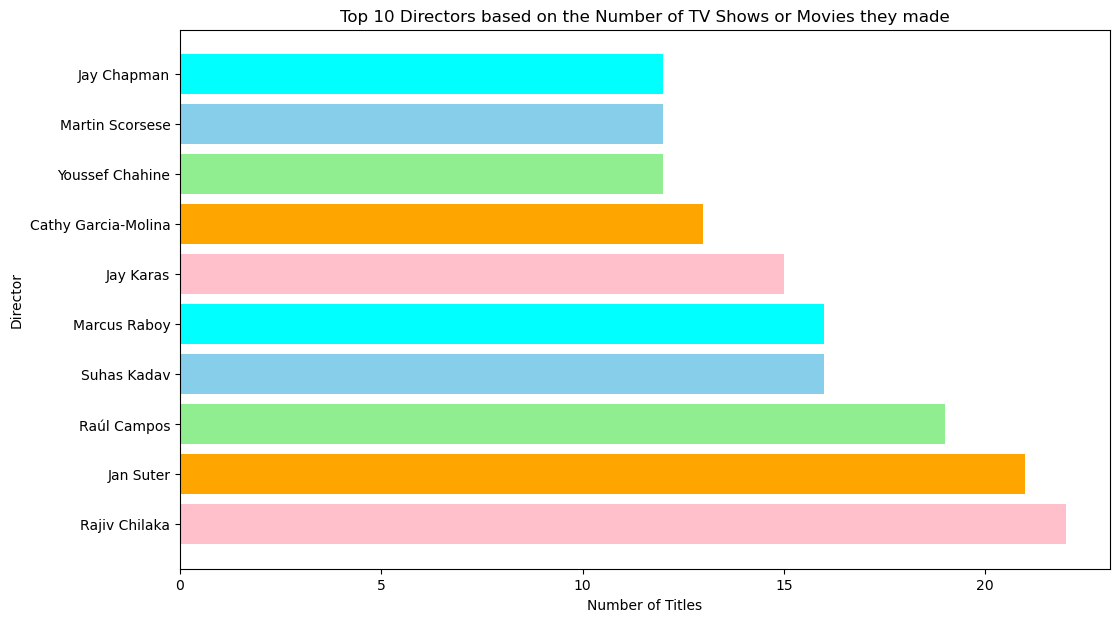 Top 10 Directors based on the Number of TV Shows or Movies they made
Jay Chapman
Martin Scorsese
Youssef Chahine
Cathy Garcia-Molina
Jay Karas
Marcus Raboy
Suhas Kadav
Raúl Campos
Jan Suter
Rajiv Chilaka
Director
0 5 10 15 20
Number of Titles